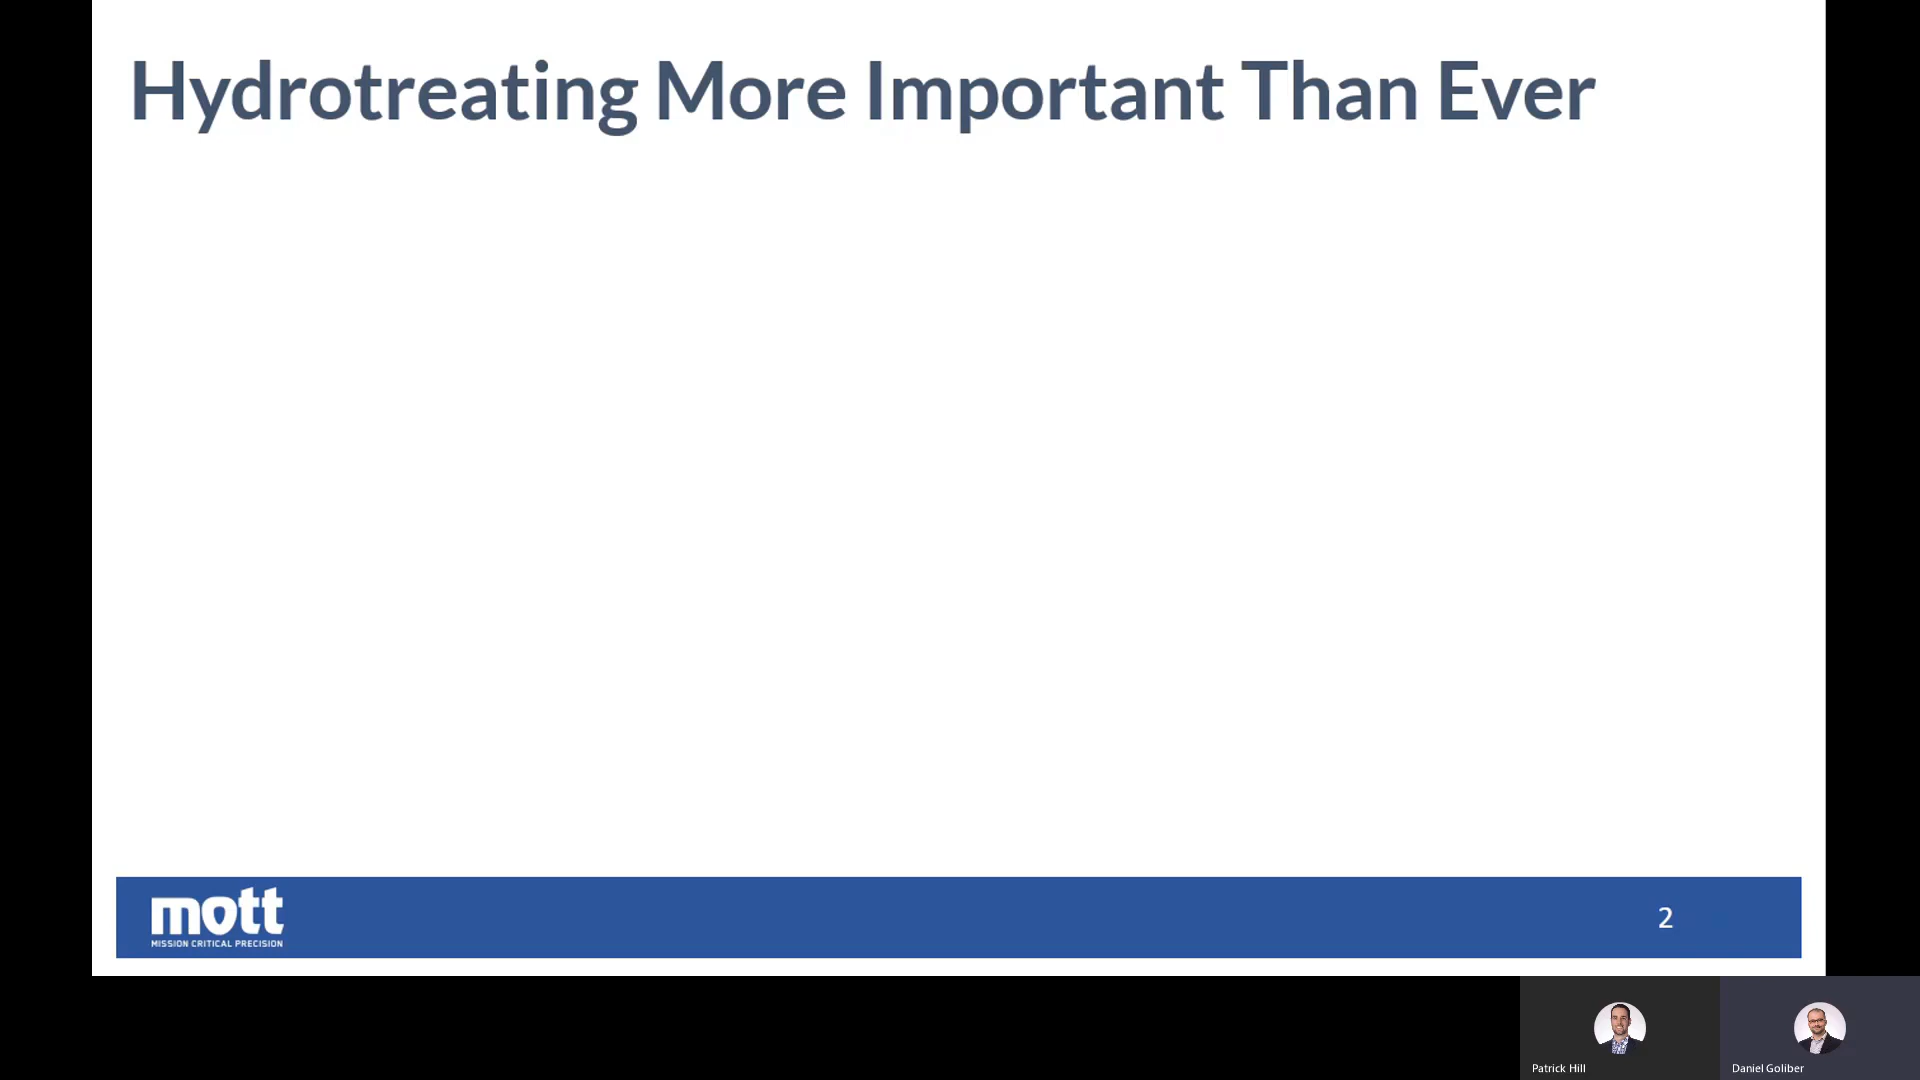 Hydrotreating More Important Than Ever
mott
MISSION CRITICAL PRECISION
2
Patrick Hill
Daniel Goliber